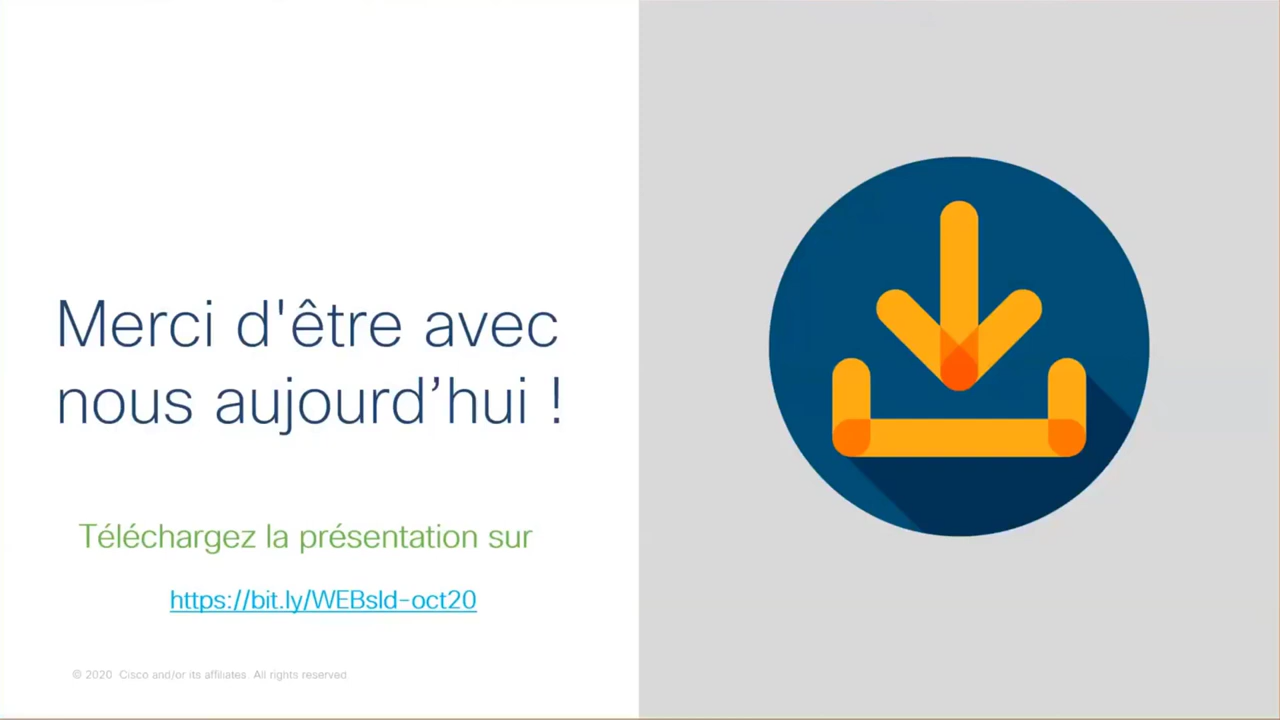 Merci d'être avec
nous aujourd’hui !
Téléchargez la présentation sur
https://bit.ly/WEBsld-oct20
© 2020 Cisco and/or its affiliates. All rights reserved